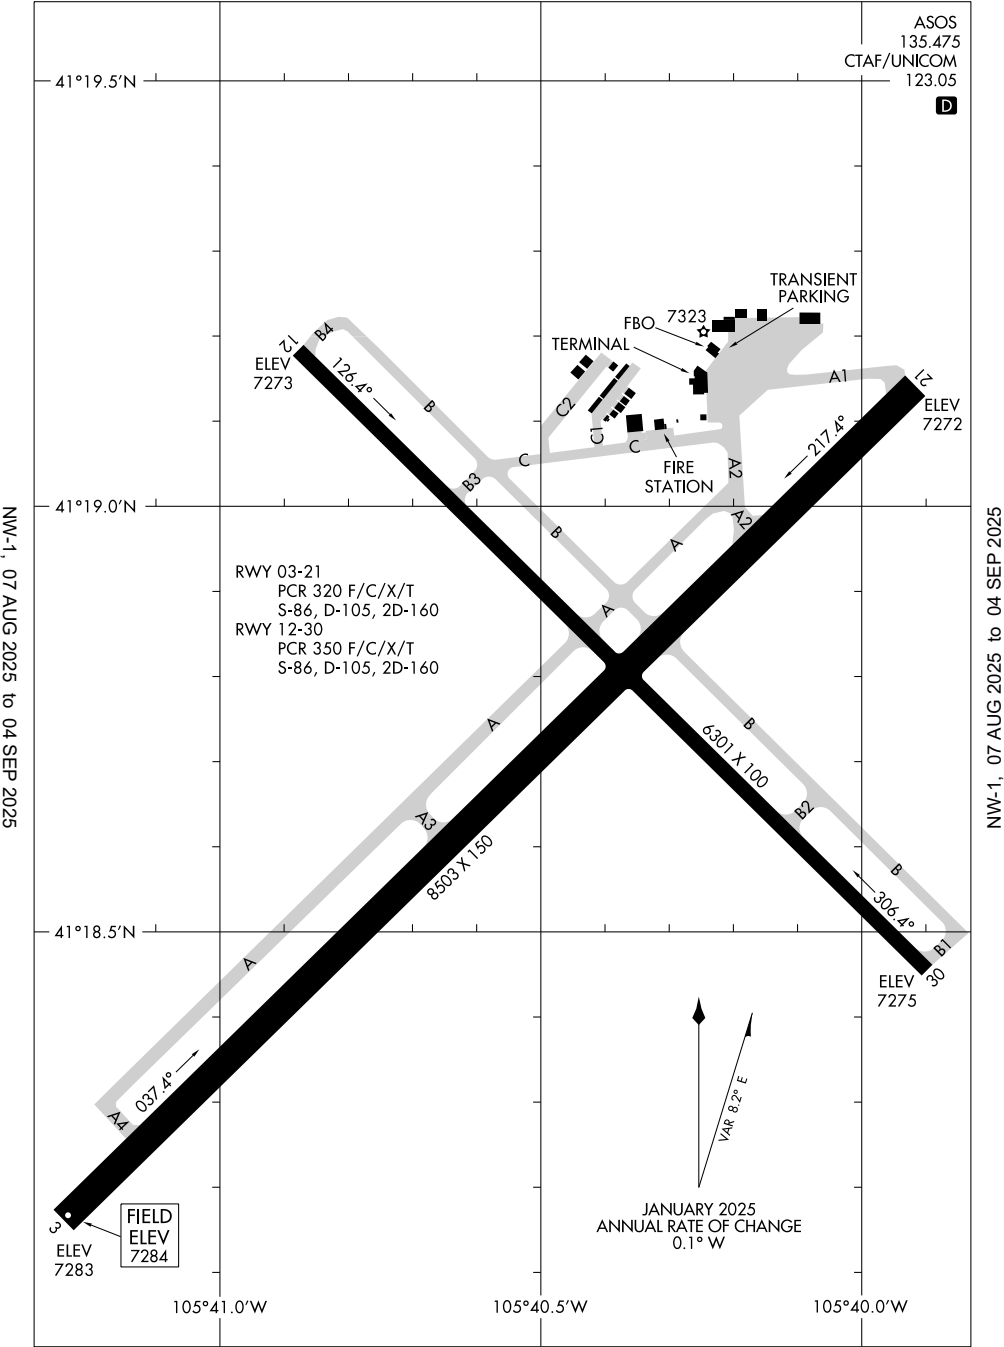 ASOS
135.475
CTAF/UNICOM
123.05
D
41°19.5'N
TRANSIENT
PARKING
7323
FBO
TERMINAL
12
B4
ELEV
7273
126.4°
B
C2
C1
C
C
FIRE
STATION
A1
21
ELEV
7272
217.4°
A2
A2
B3
B
A
A
41°19.0'N
RWY 03-21
PCR 320 F/C/X/T
S-86, D-105, 2D-160
RWY 12-30
PCR 350 F/C/X/T
S-86, D-105, 2D-160
NW-1, 07 AUG 2025 to 04 SEP 2025
NW-1, 07 AUG 2025 to 04 SEP 2025
A
B
6301 X 100
B2
A3
8503 X 150
B
306.4°
41°18.5'N
B1
30
ELEV
7275
A
037.4°
A4
VAR 8.2° E
JANUARY 2025
ANNUAL RATE OF CHANGE
0.1° W
3
ELEV
7283
FIELD
ELEV
7284
105°41.0'W
105°40.5'W
105°40.0'W